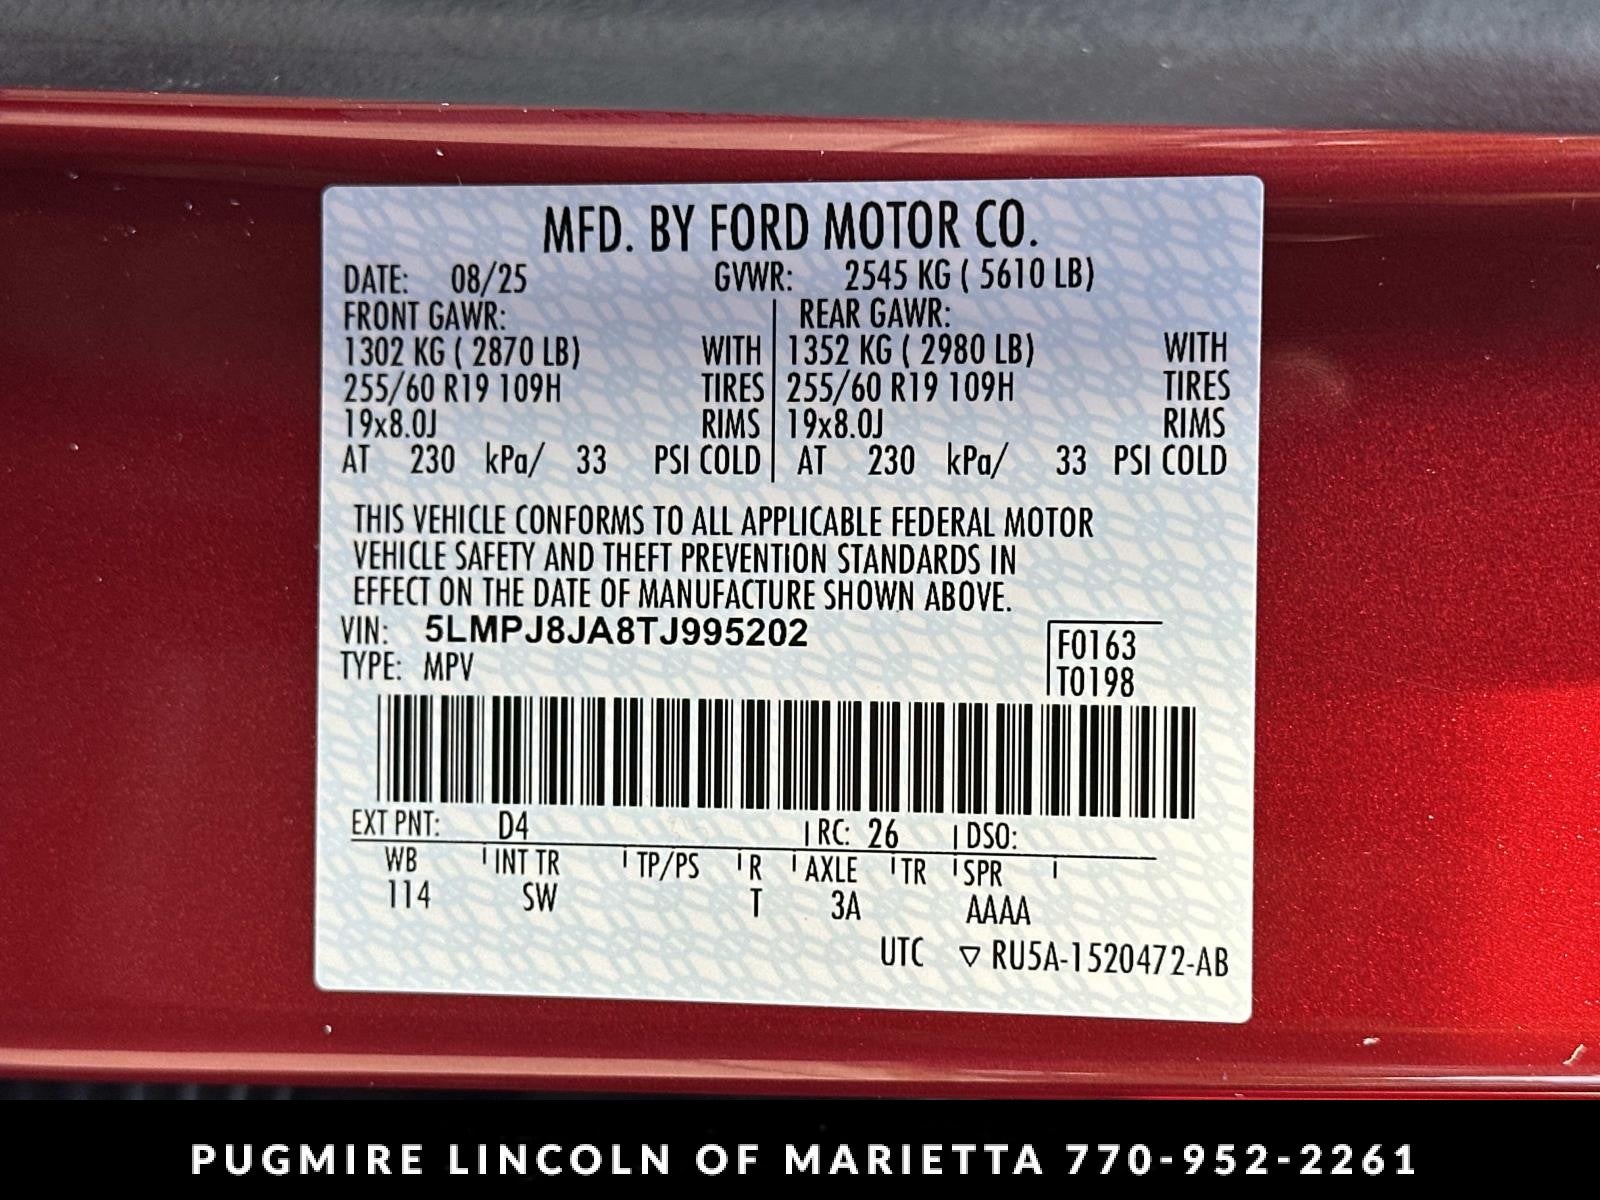 MFD. BY FORD MOTOR CO.
DATE: 08/25 GVWR: 2545 KG ( 5610 LB)
FRONT GAWR: REAR GAWR:
1302 KG ( 2870 LB) WITH 1352 KG ( 2980 LB) WITH
255/60 R19 109H TIRES 255/60 R19 109H TIRES
19x8.0J RIMS 19x8.0J RIMS
AT 230 kPa/ 33 PSI COLD AT 230 kPa/ 33 PSI COLD
THIS VEHICLE CONFORMS TO ALL APPLICABLE FEDERAL MOTOR
VEHICLE SAFETY AND THEFT PREVENTION STANDARDS IN
EFFECT ON THE DATE OF MANUFACTURE SHOWN ABOVE.
VIN: 5LMPJ8JA8TJ995202 F0163
TYPE: MPV T0198
EXT PNT: D4 RC: 26 DSO:
WB INT TR TP/PS R AXLE TR SPR
114 SW T 3A AAAA
UTC ▽ RU5A-1520472-AB
PUGMIRE LINCOLN OF MARIETTA 770-952-2261